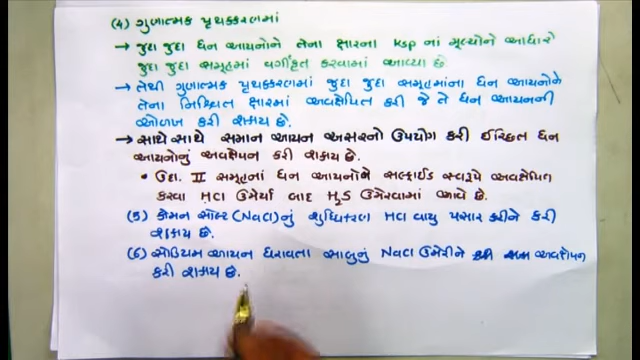 (4) ગુણાત્મક પૃથક્કરણમાં
→ જુદા જુદા ધન આયનોને તેના ક્ષારના Ksp નાં મૂલ્યોને આધારે
જુદા જુદા સમૂહમાં વર્ગીકૃત કરવામાં આવ્યા છે
→ તેથી ગુણાત્મક પૃથક્કરણમાં જુદા જુદા સમૂહમાંના ધન આયનોને
તેના નિશ્ચિત ક્ષારમાં અવક્ષેપિત કરી જે તે ધન આયનની
ઓળખ કરી શકાય છે.
→ સાથે સાથે સમાન આયન અસરનો ઉપયોગ કરી ઈચ્છિત ધન
આયનોનું અવક્ષેપન કરી શકાય છે.
• ઉદા. II સમૂહનાં ધન આયનોને સલ્ફાઈડ સ્વરૂપે અવક્ષેપિત
કરવા HCl ઉમેર્યા બાદ H₂S ઉમેરવામાં આવે છે.
(5) કોમન સોલ્ટ (NaCl) નું શુધ્ધિકરણ HCl વાયુ પસાર કરીને કરી
શકાય છે.
(6) સોડિયમ આયન ધરાવતા સાબુનું NaCl ઉમેરીને અવક્ષેપન
કરી શકાય છે.